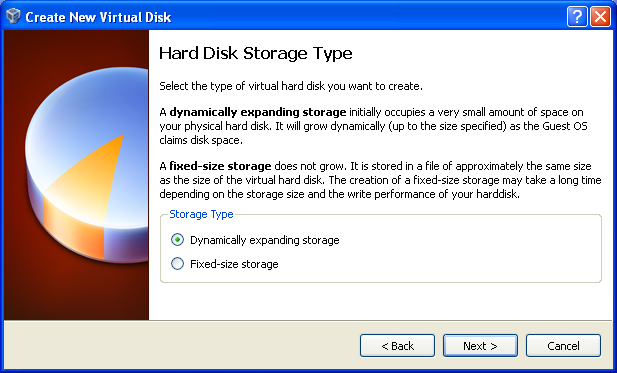 Create New Virtual Disk
Hard Disk Storage Type
Select the type of virtual hard disk you want to create.
A dynamically expanding storage initially occupies a very small amount of space on
your physical hard disk. It will grow dynamically (up to the size specified) as the Guest OS
claims disk space.
A fixed-size storage does not grow. It is stored in a file of approximately the same size
as the size of the virtual hard disk. The creation of a fixed-size storage may take a long time
depending on the storage size and the write performance of your harddisk.
Storage Type
Dynamically expanding storage
Fixed-size storage
< Back
Next >
Cancel